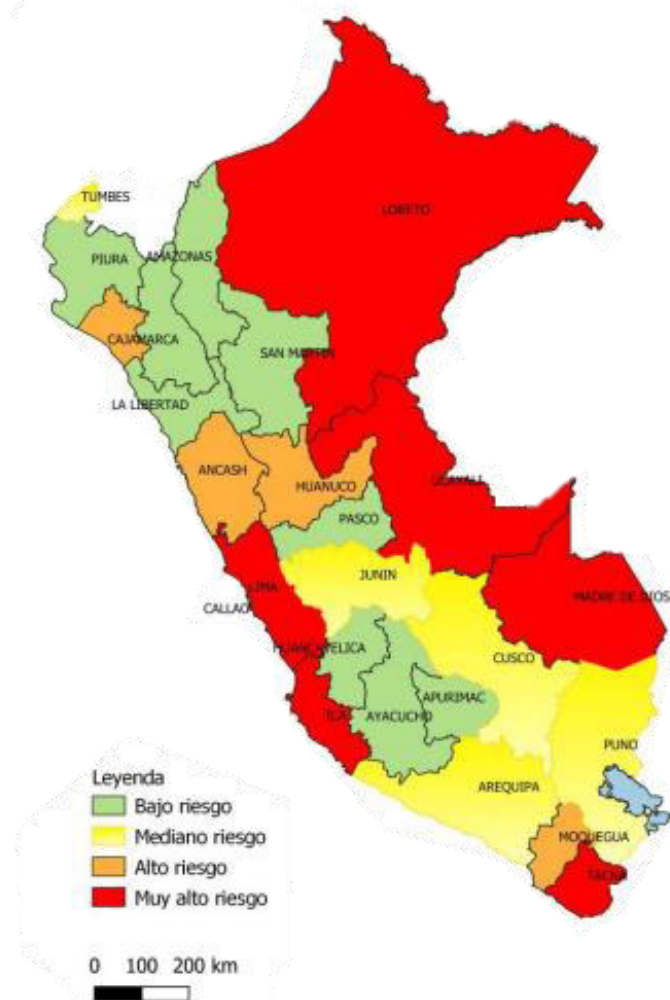 TUMBES
LORETO
PIURA
AMAZONAS
CAJAMARCA
SAN MARTIN
LA LIBERTAD
ANCASH
HUANUCO
UCAYALI
PASCO
JUNIN
LIMA
MADRE DE DIOS
CALLAO
HUANCAVELICA
CUSCO
APURIMAC
ICA
AYACUCHO
PUNO
AREQUIPA
MOQUEGUA
TACNA
Leyenda
Bajo riesgo
Mediano riesgo
Alto riesgo
Muy alto riesgo
0 100 200 km